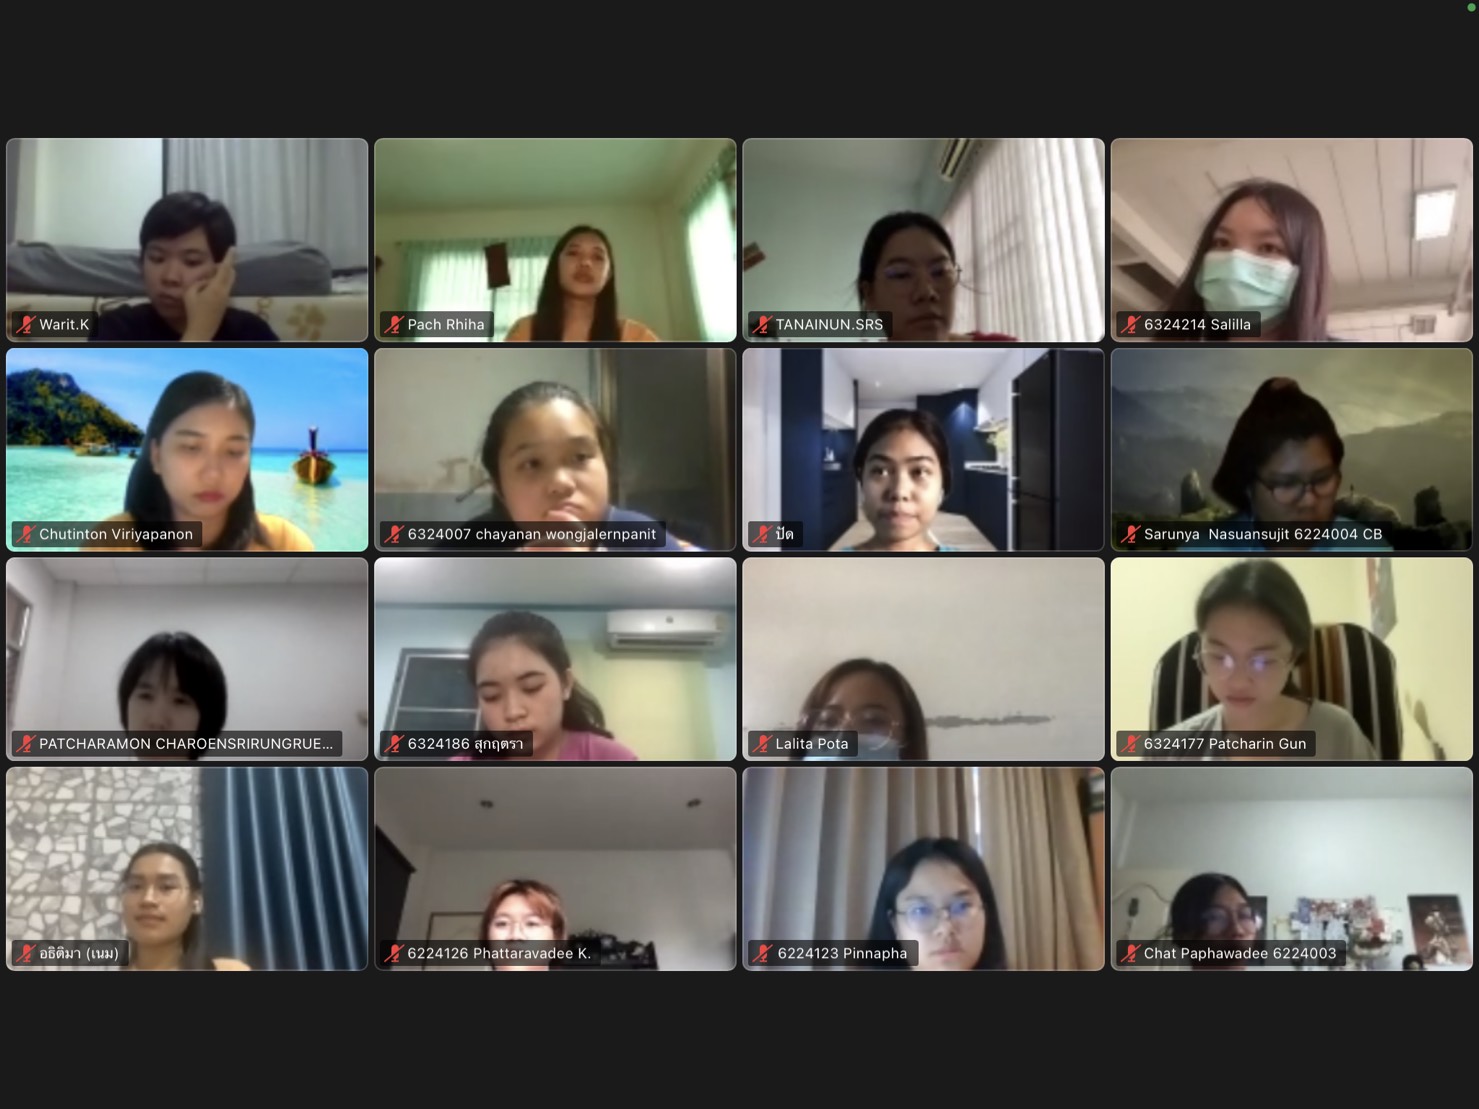 Warit.K
Pach Rhiha
TANAINUN.SRS
6324214 Salilla
Chutinton Viriyapanon
6324007 chayanan wongjalernpanit
ปัด
Sarunya Nasuansujit 6224004 CB
PATCHARAMON CHAROENSRIRUNGRUE...
6324186 สุกฤตรา
Lalita Pota
6324177 Patcharin Gun
อธิติมา (เนม)
6224126 Phattaravadee K.
6224123 Pinnapha
Chat Paphawadee 6224003